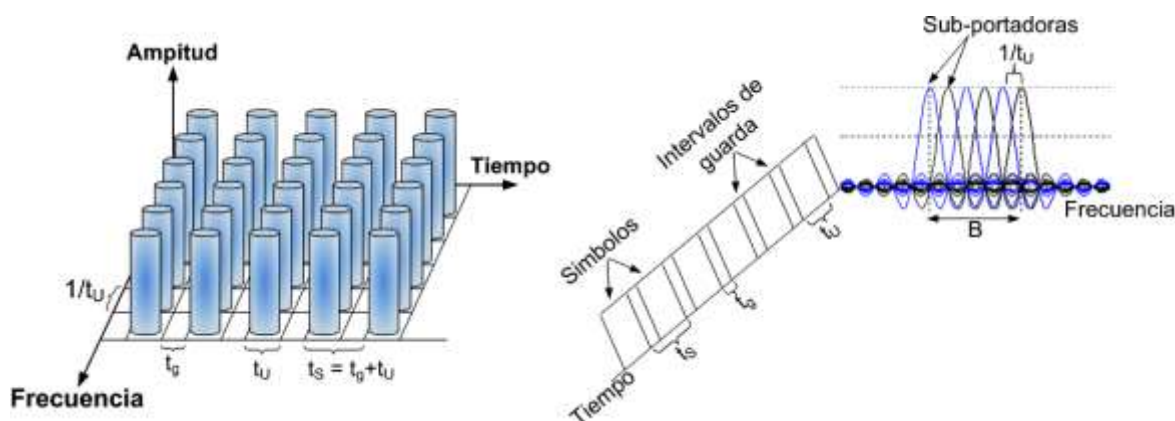 Ampitud
Tiempo
1/tU
tg
tU
tS = tg+tU
Frecuencia
Sub-portadoras
1/tU
Intervalos de
guarda
Frecuencia
B
tU
Simbolos
tg
tS
Tiempo